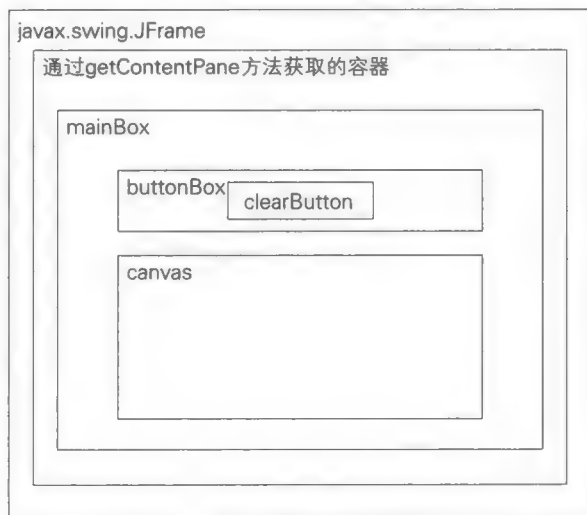 javax.swing.JFrame
通过getContentPane方法获取的容器
mainBox
buttonBox
clearButton
canvas